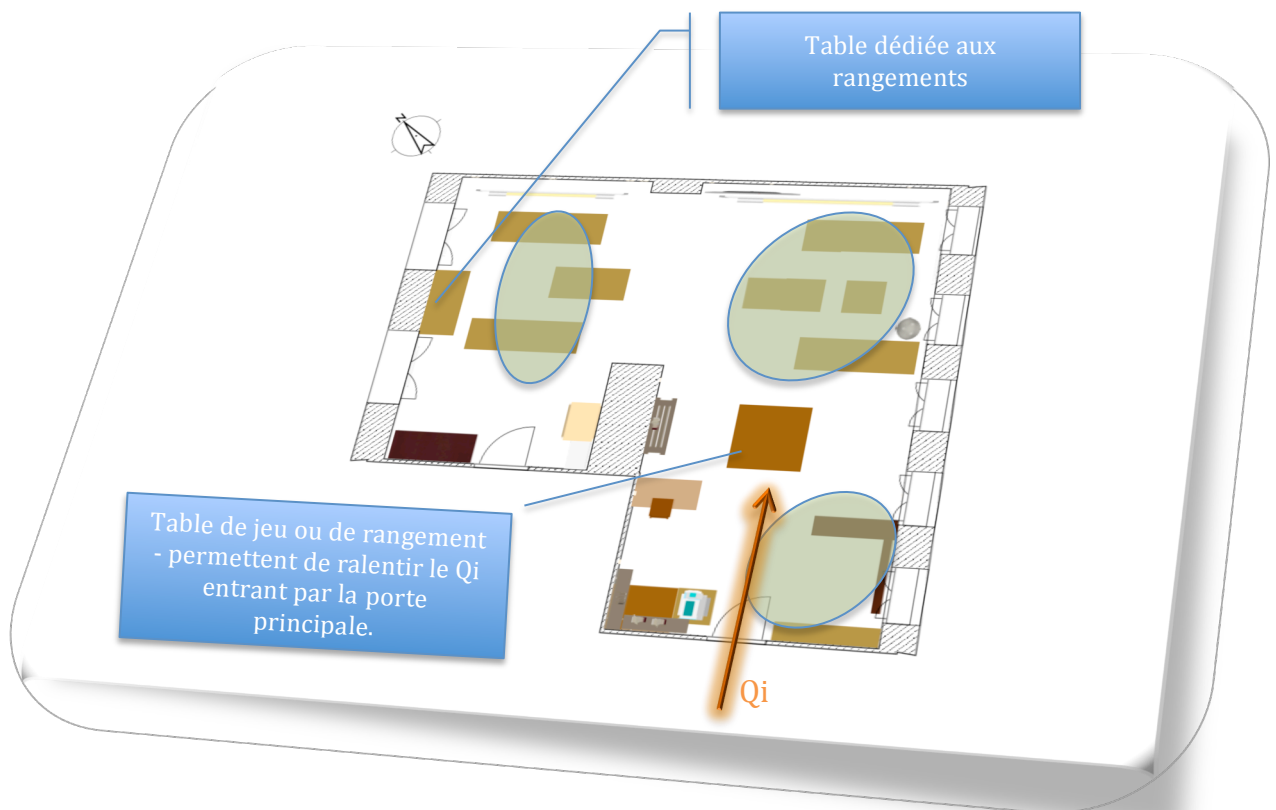 Table dédiée aux
rangements
N
Table de jeu ou de rangement
- permettent de ralentir le Qi
entrant par la porte
principale.
Qi